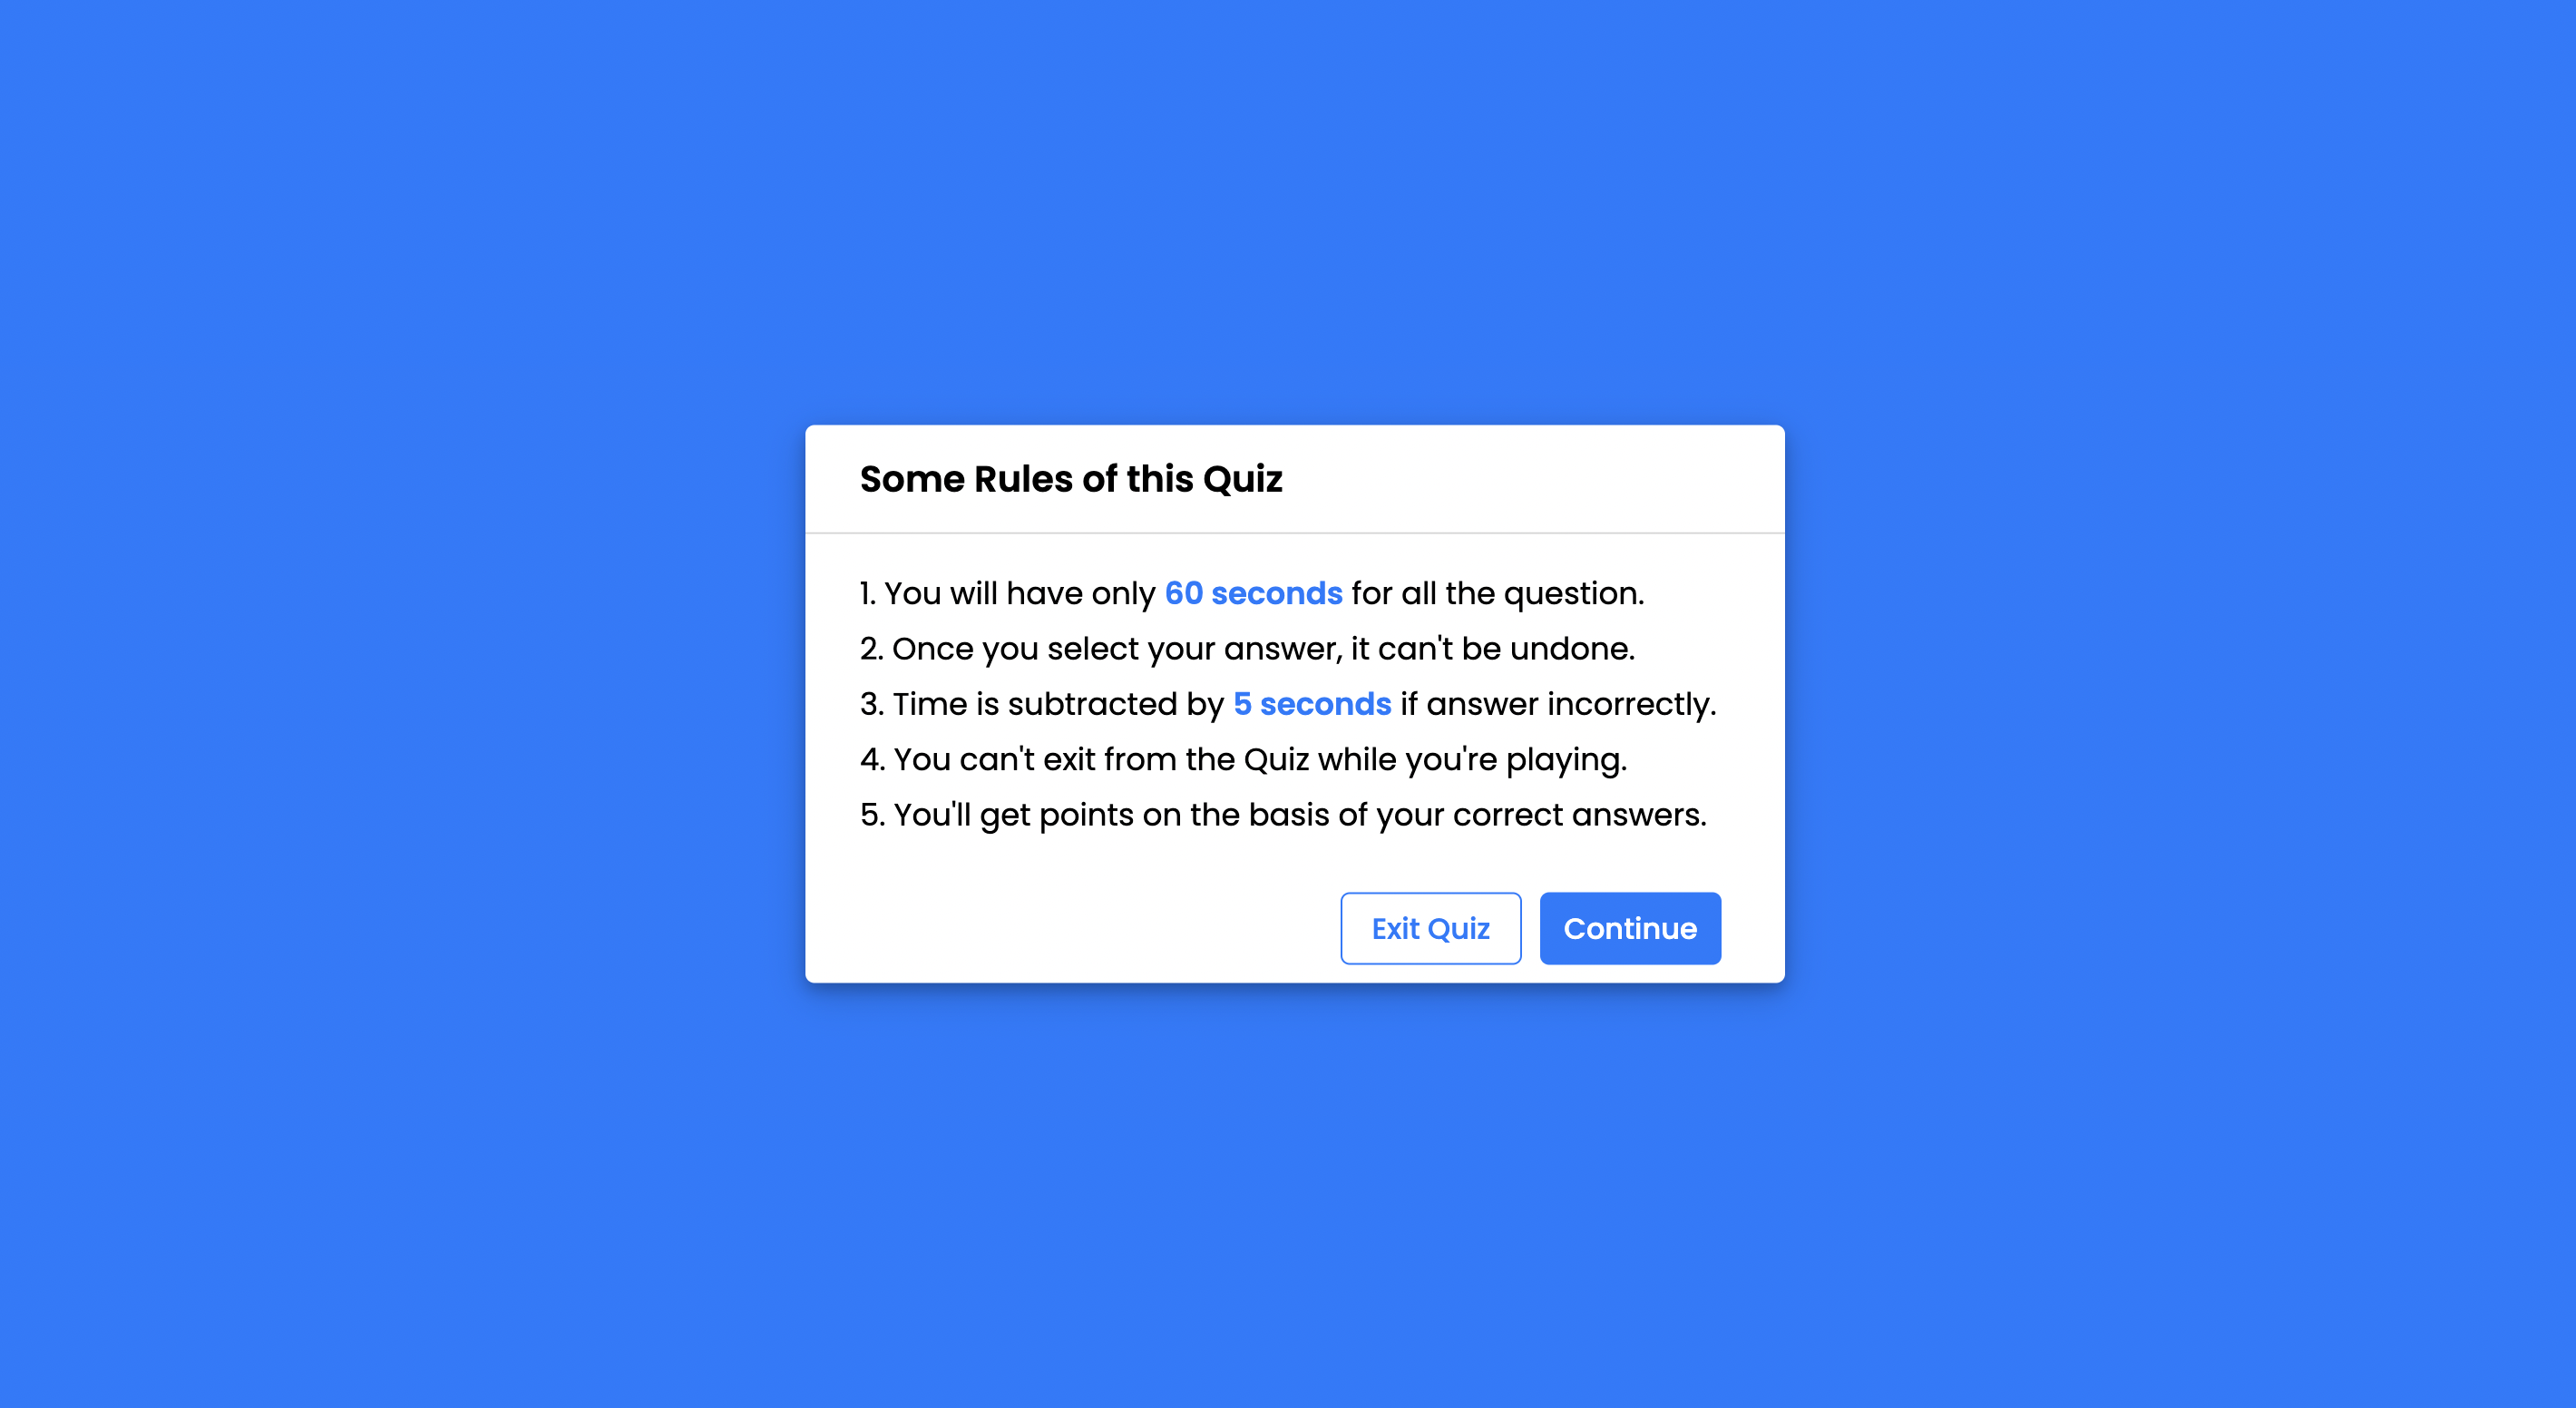 Some Rules of this Quiz
1. You will have only 60 seconds for all the question.
2. Once you select your answer, it can't be undone.
3. Time is subtracted by 5 seconds if answer incorrectly.
4. You can't exit from the Quiz while you're playing.
5. You'll get points on the basis of your correct answers.
Exit Quiz
Continue